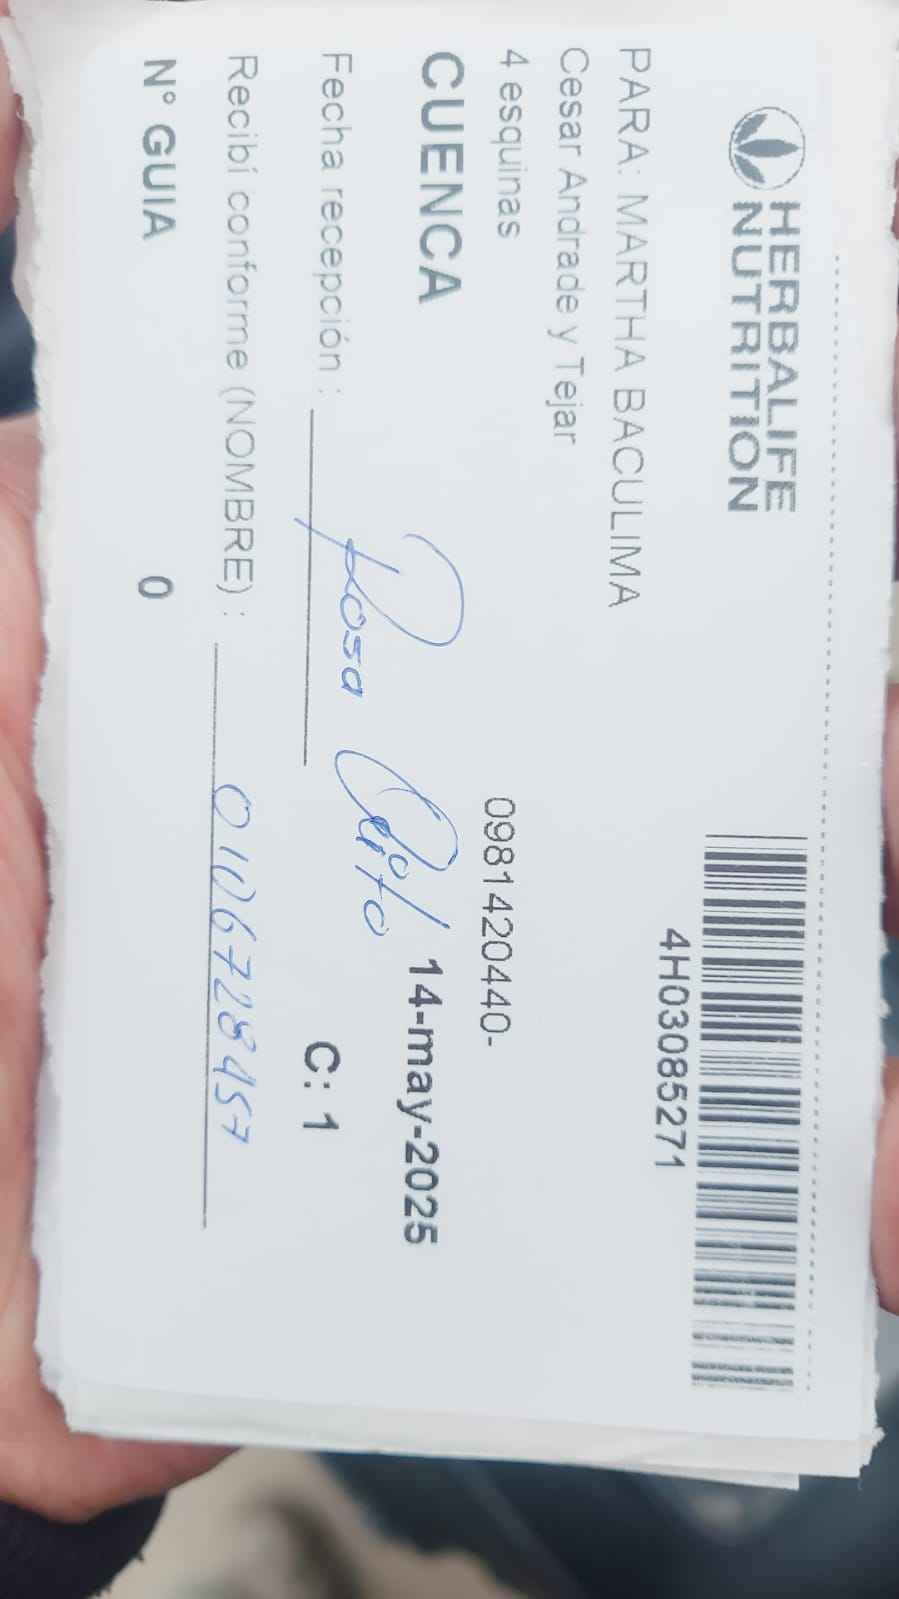 HERBALIFE
NUTRITION
4H03085271
PARA: MARTHA BACULIMA
Cesar Andrade y Tejar
4 esquinas
0981420440-
CUENCA
14-may-2025
Fecha recepción :
Rosa
C: 1
Recibí conforme (NOMBRE) :
0106728457
N° GUIA 0